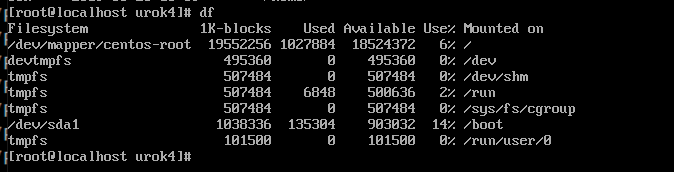 [root@localhost urok4]# df
Filesystem 1K-blocks Used Available Use% Mounted on
/dev/mapper/centos-root 19552256 1027884 18524372 6% /
devtmpfs 495360 0 495360 0% /dev
tmpfs 507484 0 507484 0% /dev/shm
tmpfs 507484 6848 500636 2% /run
tmpfs 507484 0 507484 0% /sys/fs/cgroup
/dev/sda1 1038336 135304 903032 14% /boot
tmpfs 101500 0 101500 0% /run/user/0
[root@localhost urok4]#